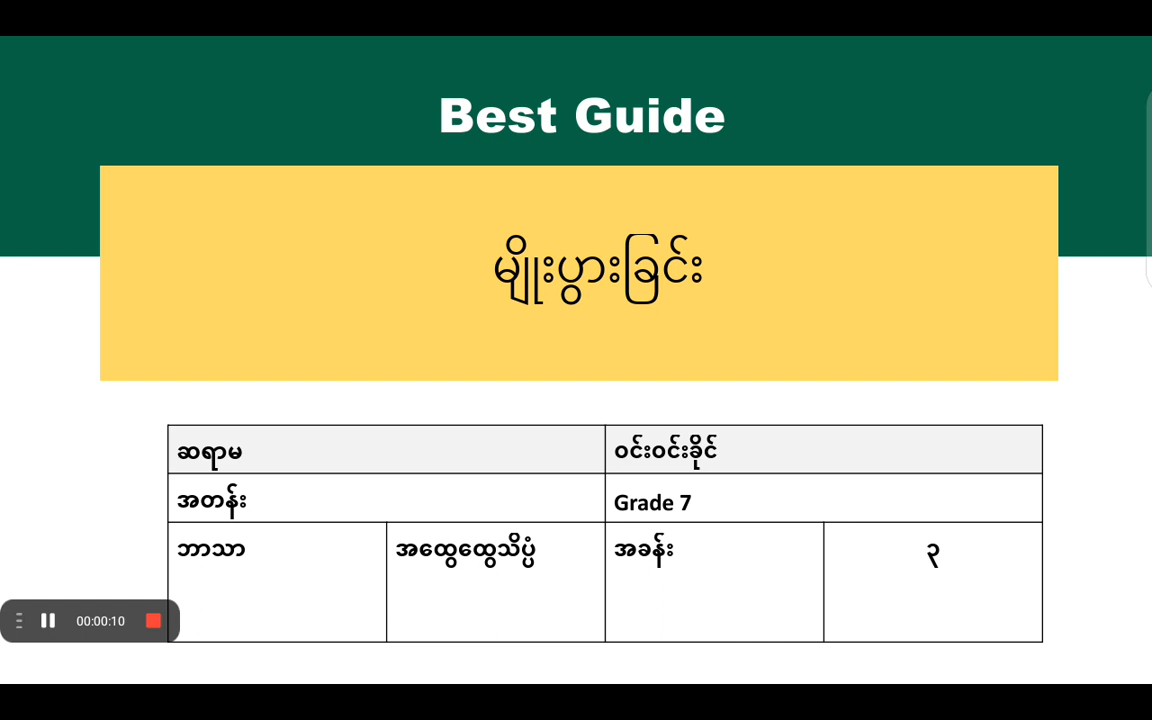 Best Guide
မျိုးပွားခြင်း
ဆရာမ ဝင်းဝင်းခိုင်
အတန်း Grade 7
ဘာသာ အထွေထွေသိပ္ပံ အခန်း ၃
00:00:10